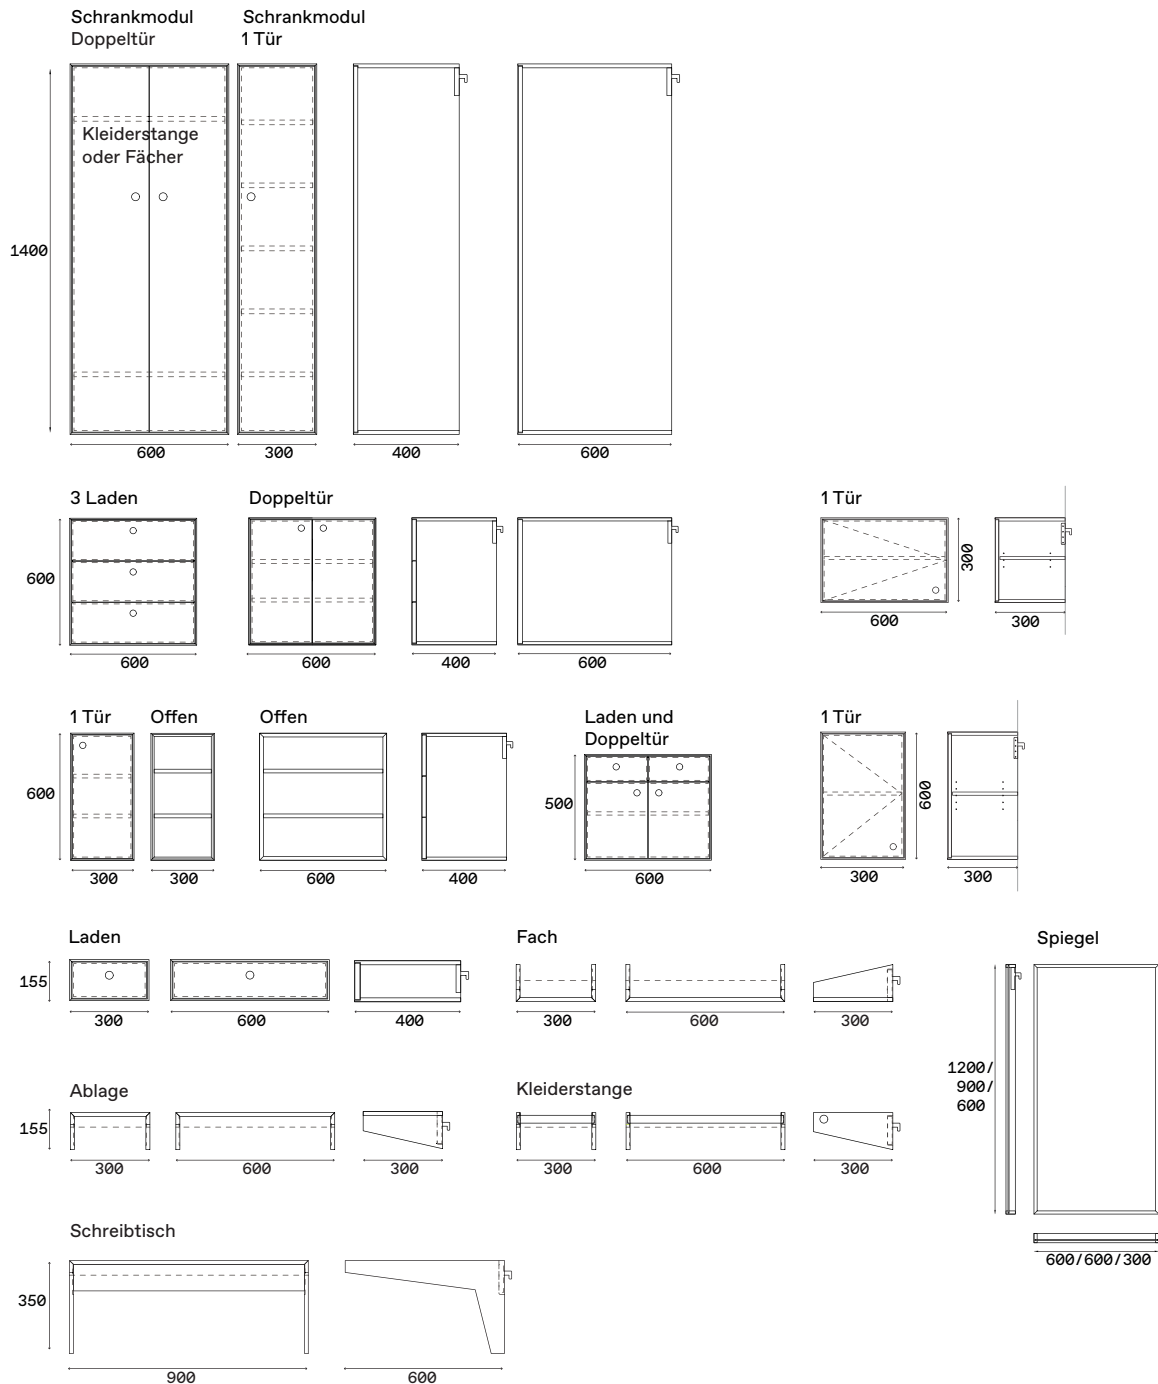 Schrankmodul
Doppeltür
Schrankmodul
1 Tür
Kleiderstange
oder Fächer
1400
600
300
400
600
3 Laden
Doppeltür
1 Tür
600
300
600
600
400
600
600
300
1 Tür
Offen
Offen
Laden und
Doppeltür
1 Tür
600
500
600
300
300
600
400
600
300
300
Laden
Fach
Spiegel
155
300
600
400
300
600
300
1200/
900/
600
Ablage
Kleiderstange
155
300
600
300
300
600
300
600/600/300
Schreibtisch
350
900
600